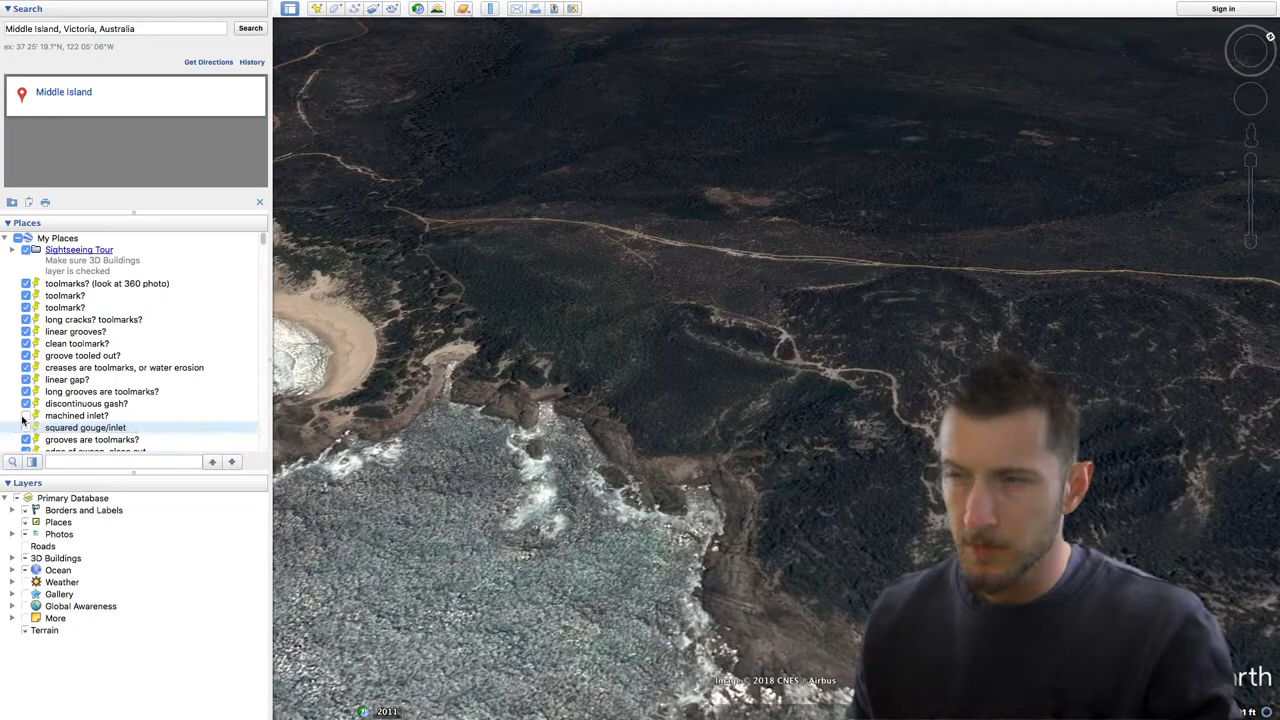 Search
Sign in
Middle Island, Victoria, Australia
Search
ex: 37 25' 19.1"N, 122 05' 06"W
Get Directions
History
Middle Island
Places
My Places
Sightseeing Tour
Make sure 3D Buildings
layer is checked
toolmarks? (look at 360 photo)
toolmark?
toolmark?
long cracks? toolmarks?
linear grooves?
clean toolmark?
groove tooled out?
creases are toolmarks, or water erosion
linear gap?
long grooves are toolmarks?
discontinuous gash?
machined inlet?
squared gouge/inlet
grooves are toolmarks?
Layers
Primary Database
Borders and Labels
Places
Photos
Roads
3D Buildings
Ocean
Weather
Gallery
Global Awareness
More
Terrain
Image © 2018 CNES / Airbus
2011